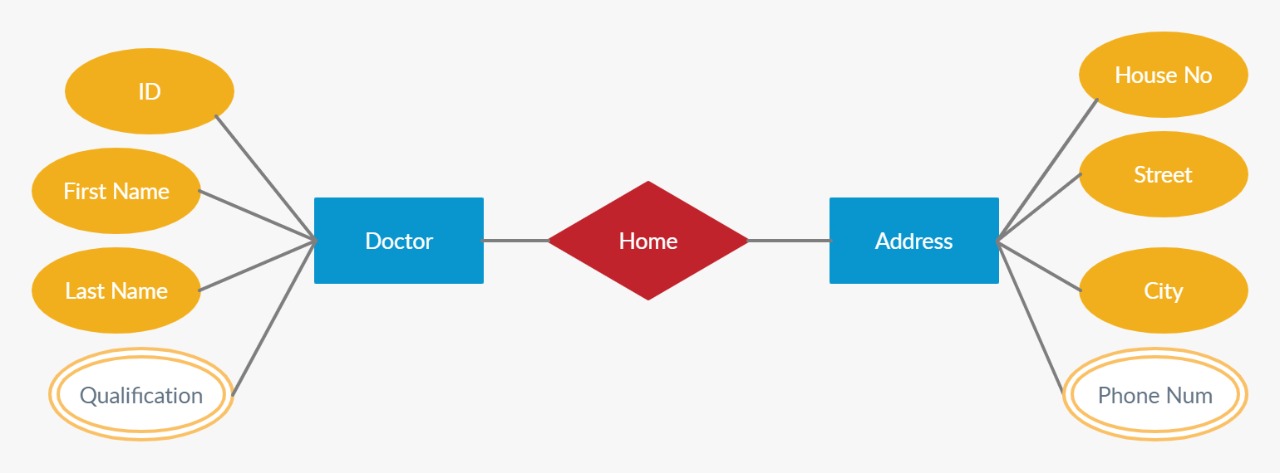 ID
First Name
Last Name
Qualification
Doctor
Home
Address
House No
Street
City
Phone Num